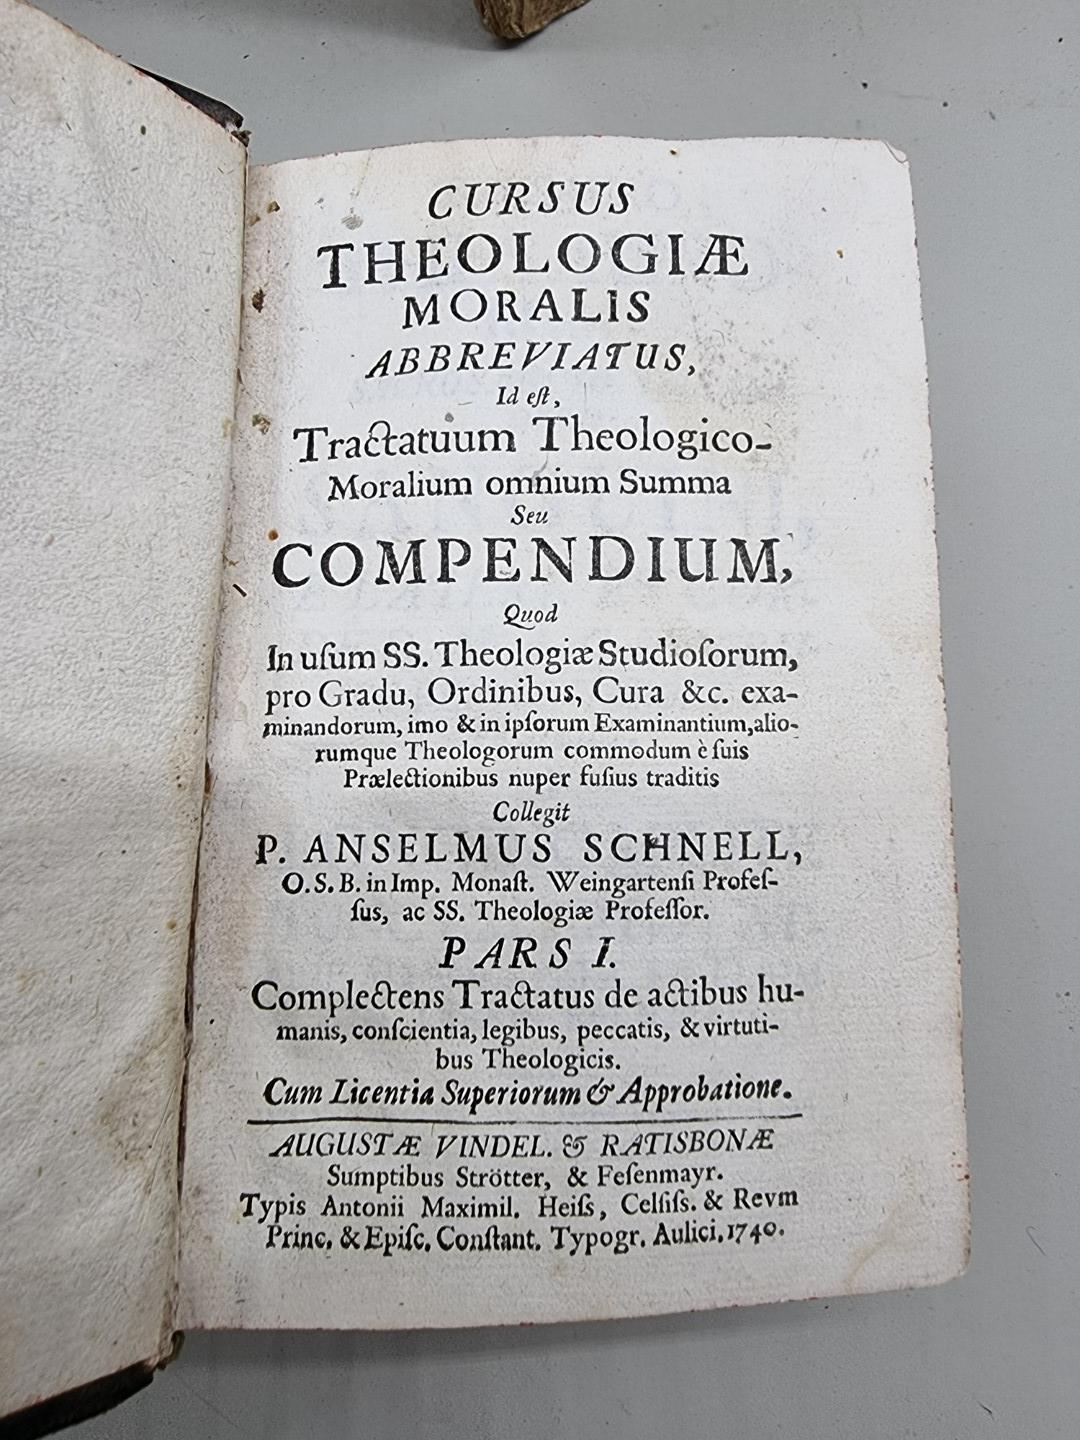 CURSUS
THEOLOGIÆ
MORALIS
ABBREVIATUS,
Id eſt,
Tractatuum Theologico-
Moralium omnium Summa
Seu
COMPENDIUM,
Quod
In uſum SS. Theologiæ Studioſorum,
pro Gradu, Ordinibus, Cura &c. exa-
minandorum, imo & in ipſorum Examinantium, alio-
rumque Theologorum commodum è ſuis
Prælectionibus nuper fuſius traditis
Collegit
P. ANSELMUS SCHNELL,
O. S. B. in Imp. Monaſt. Weingartenſi Profeſ-
ſus, ac SS. Theologiæ Profeſſor.
PARS I.
Complectens Tractatus de actibus hu-
manis, conſcientia, legibus, peccatis, & virtuti-
bus Theologicis.
Cum Licentia Superiorum & Approbatione.
AUGUSTÆ VINDEL. & RATISBONÆ
Sumptibus Strötter, & Feſenmayr.
Typis Antonii Maximil. Heiſs, Celſiſs. & Revm
Princ. & Epiſc. Conſtant. Typogr. Aulici. 1740.